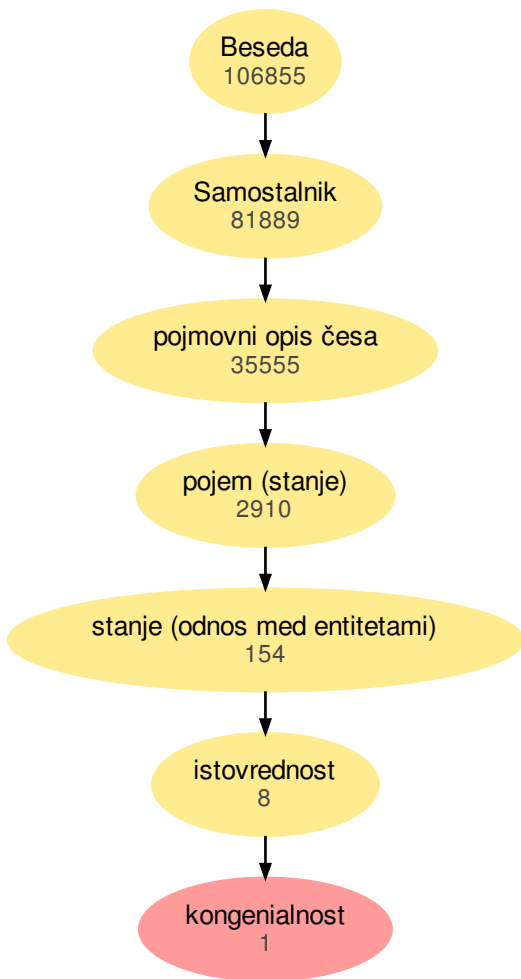 Beseda
106855
Samostalnik
81889
pojmovni opis česa
35555
pojem (stanje)
2910
stanje (odnos med entitetami)
154
istovrednost
8
kongenialnost
1